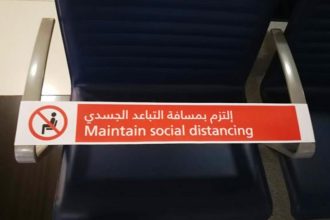 إلتزم بمسافة التباعد الجسدي
Maintain social distancing